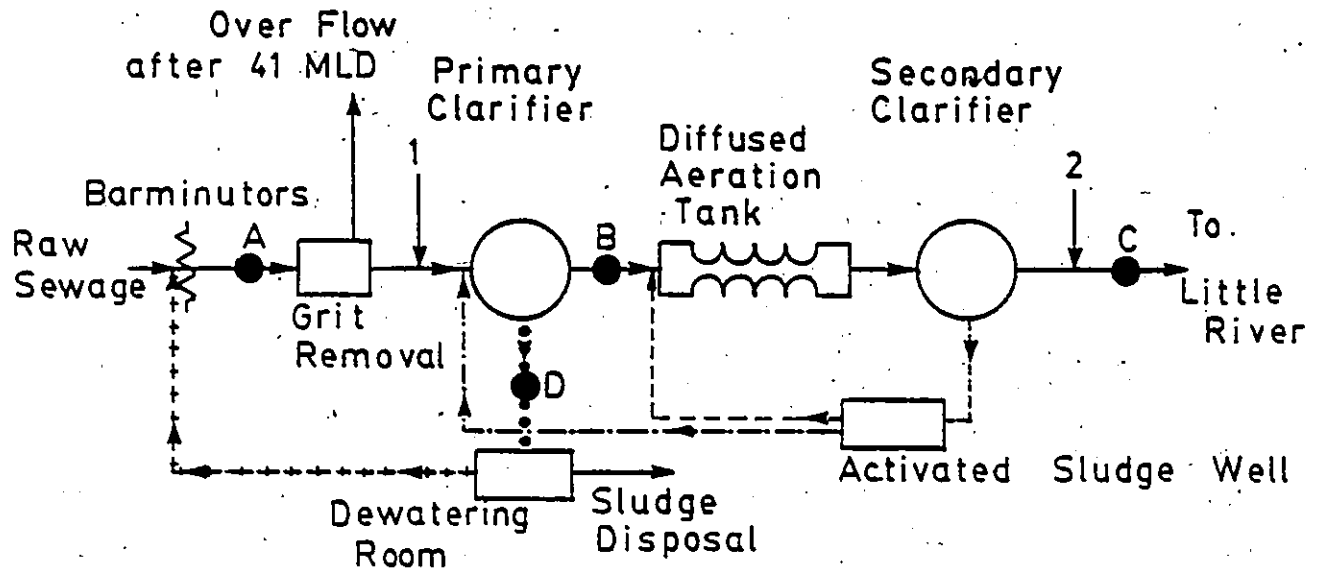 Over Flow
after 41 MLD
Primary
Clarifier
Secondary
Clarifier
Diffused
Aeration
Tank
1
2
Barminutors
A
B
C
To.
Raw
Sewage
Little
River
Grit
Removal
D
Activated Sludge Well
Sludge
Disposal
Dewatering
Room